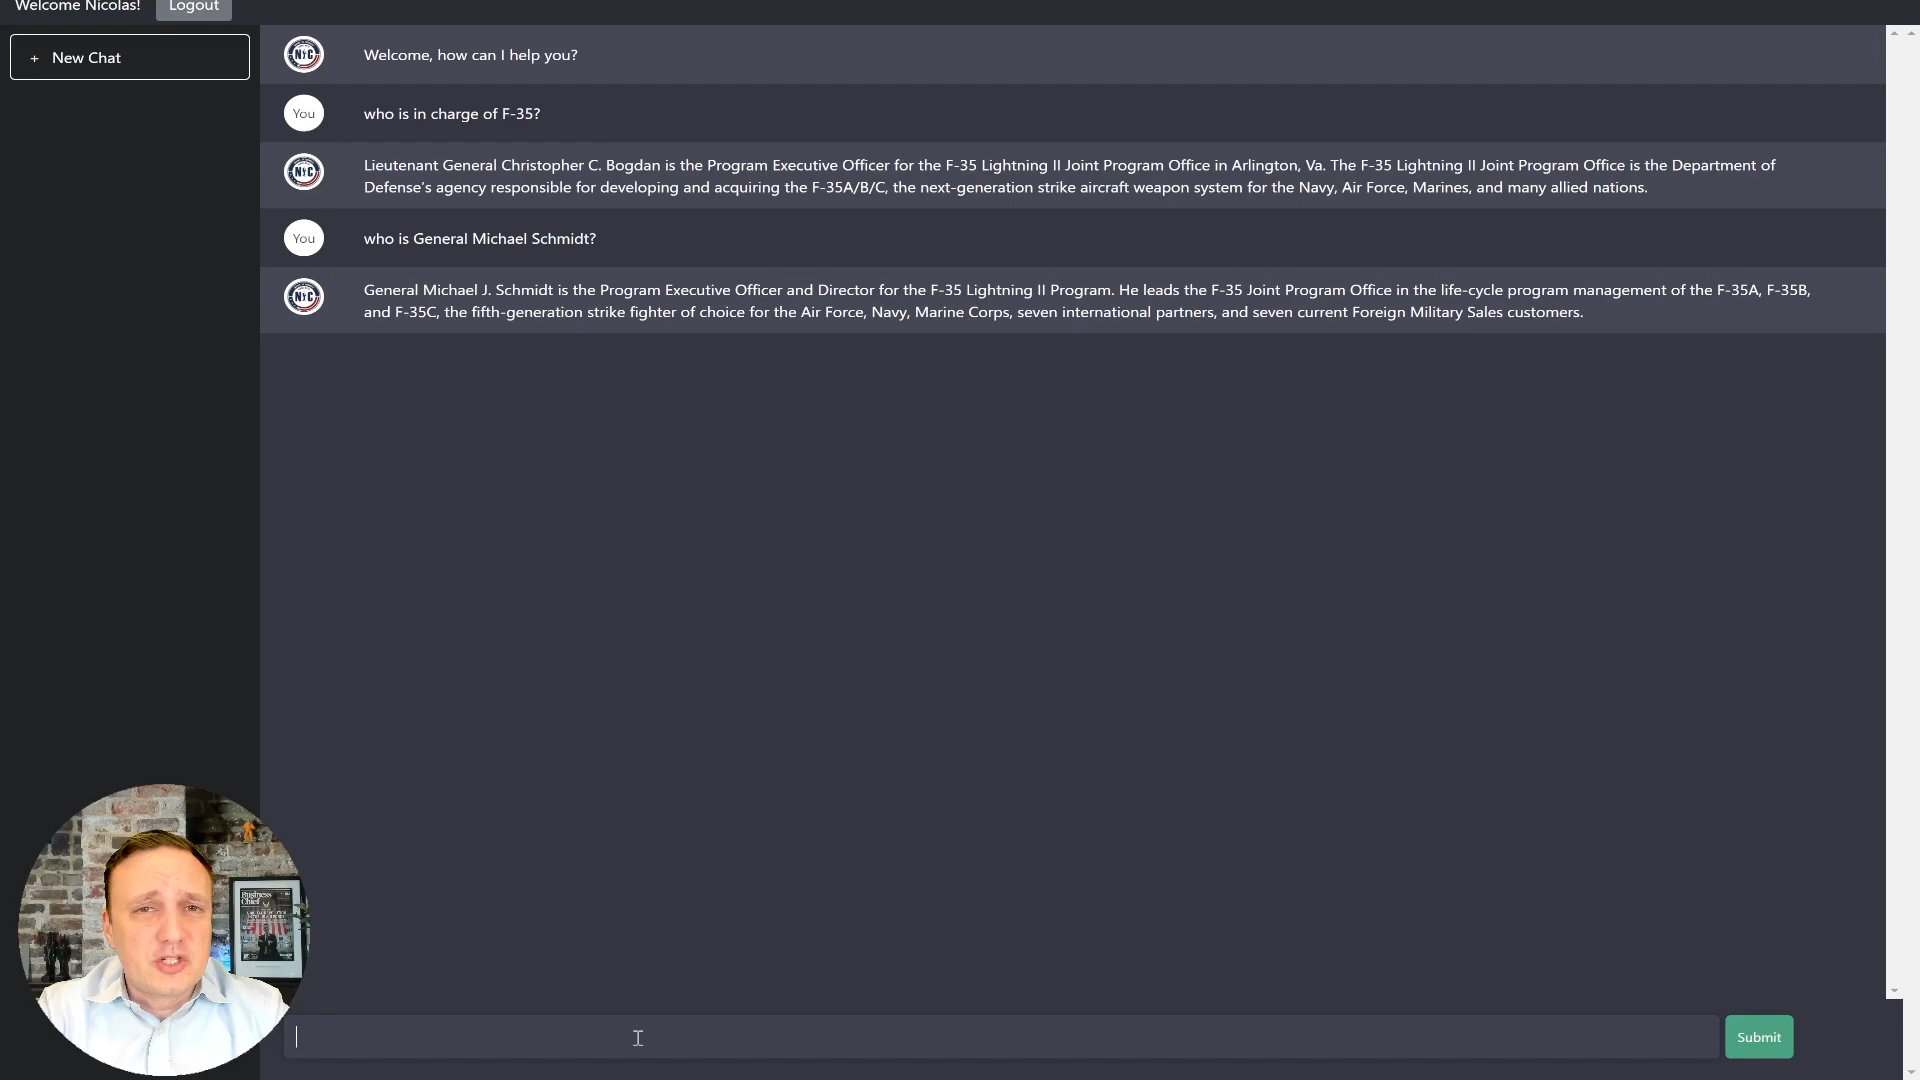 Welcome Nicolas!
Logout
+ New Chat
NIC
Welcome, how can I help you?
You
who is in charge of F-35?
NIC
Lieutenant General Christopher C. Bogdan is the Program Executive Officer for the F-35 Lightning II Joint Program Office in Arlington, Va. The F-35 Lightning II Joint Program Office is the Department of
Defense's agency responsible for developing and acquiring the F-35A/B/C, the next-generation strike aircraft weapon system for the Navy, Air Force, Marines, and many allied nations.
You
who is General Michael Schmidt?
NIC
General Michael J. Schmidt is the Program Executive Officer and Director for the F-35 Lightning II Program. He leads the F-35 Joint Program Office in the life-cycle program management of the F-35A, F-35B,
and F-35C, the fifth-generation strike fighter of choice for the Air Force, Navy, Marine Corps, seven international partners, and seven current Foreign Military Sales customers.
Business
Chief
Submit